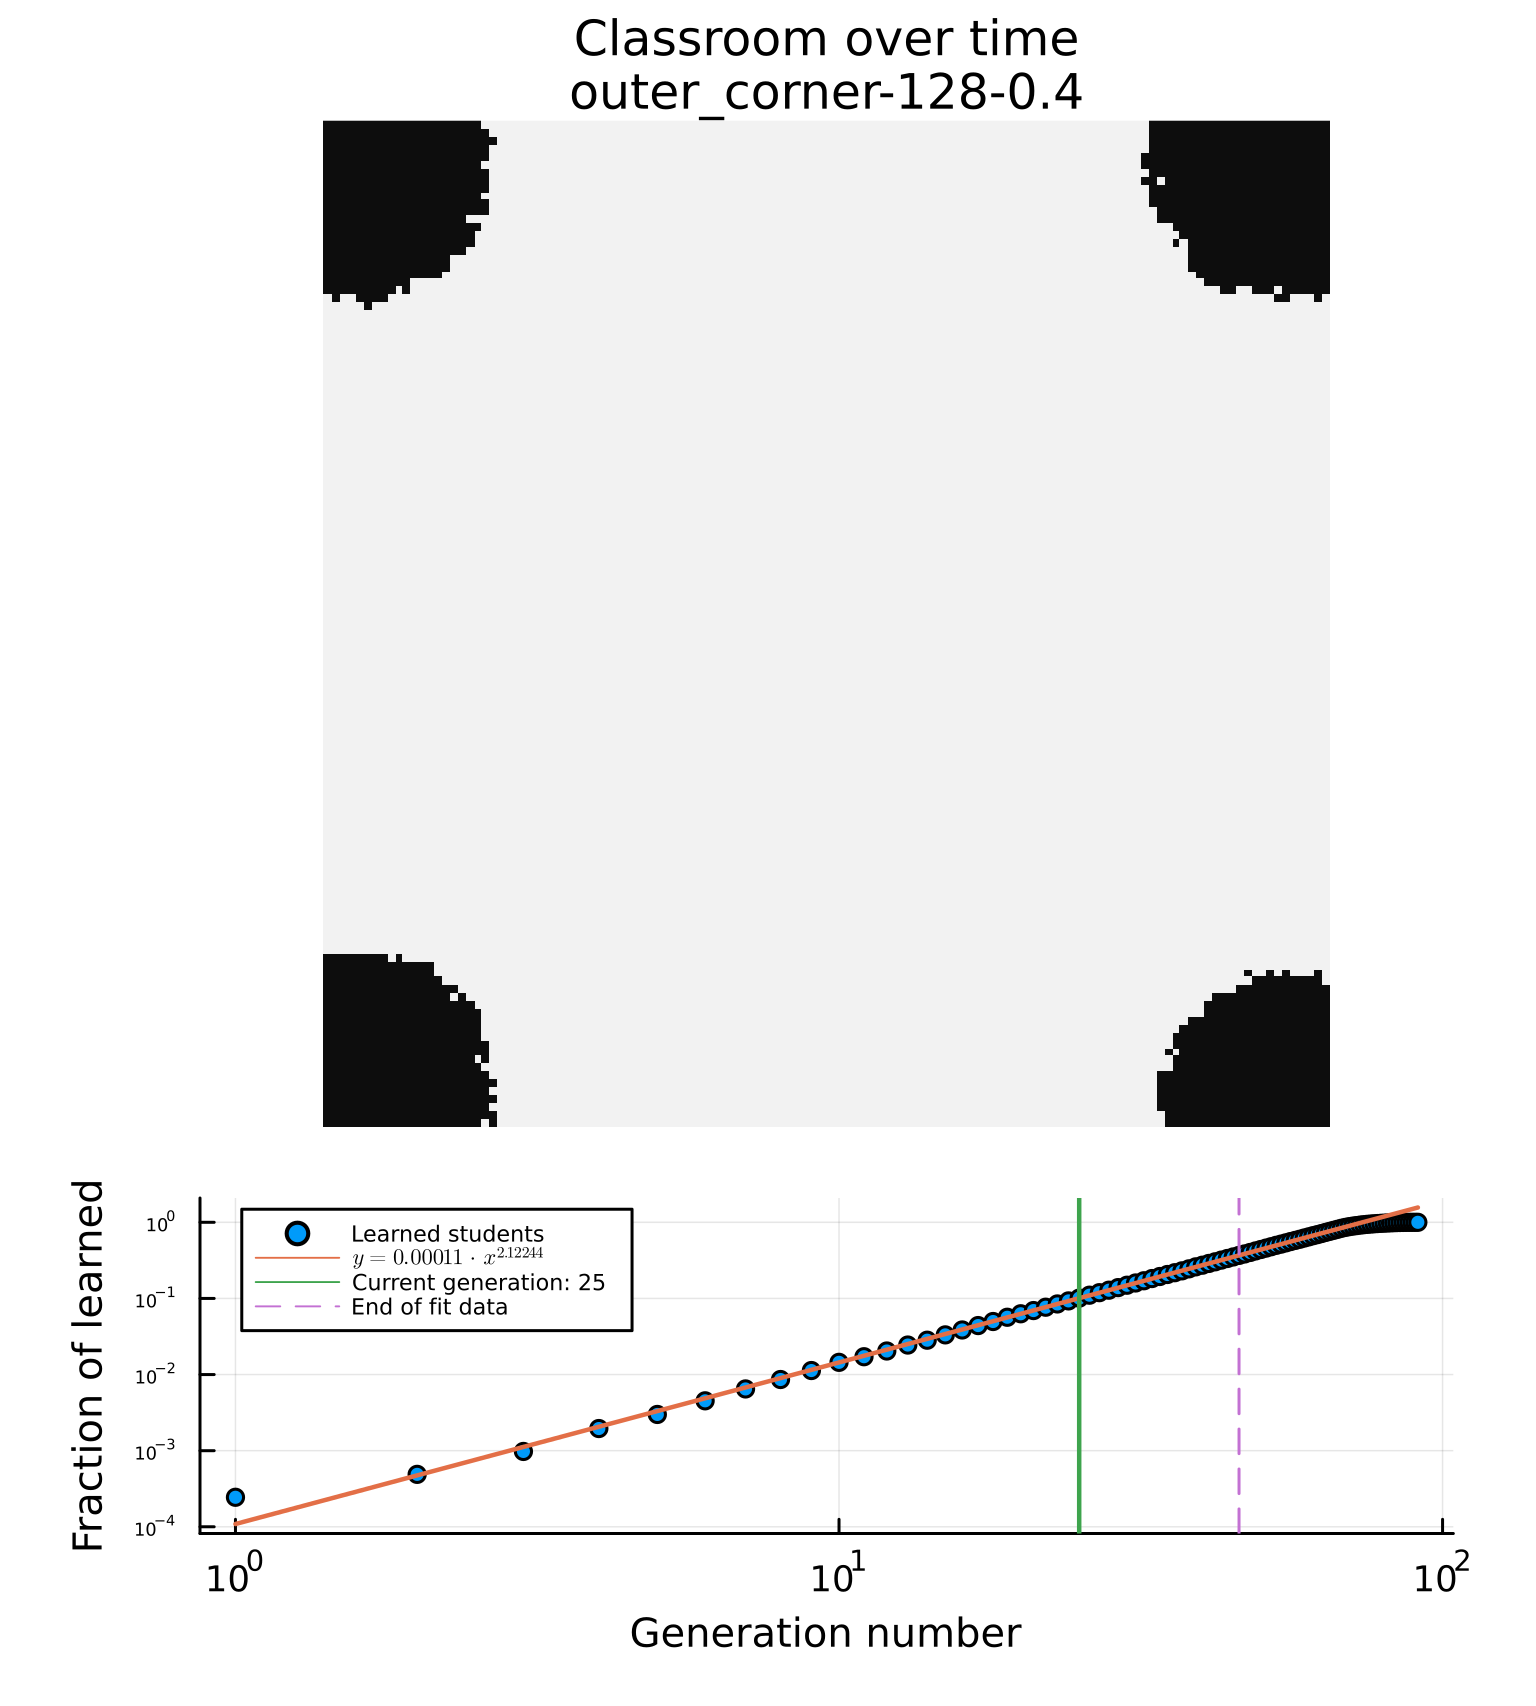 Classroom over time
outer_corner-128-0.4
Fraction of learned
10^0
10^-1
10^-2
10^-3
10^-4
Learned students
y = 0.00011 · x^2.12244
Current generation: 25
End of fit data
10^0 10^1 10^2
Generation number